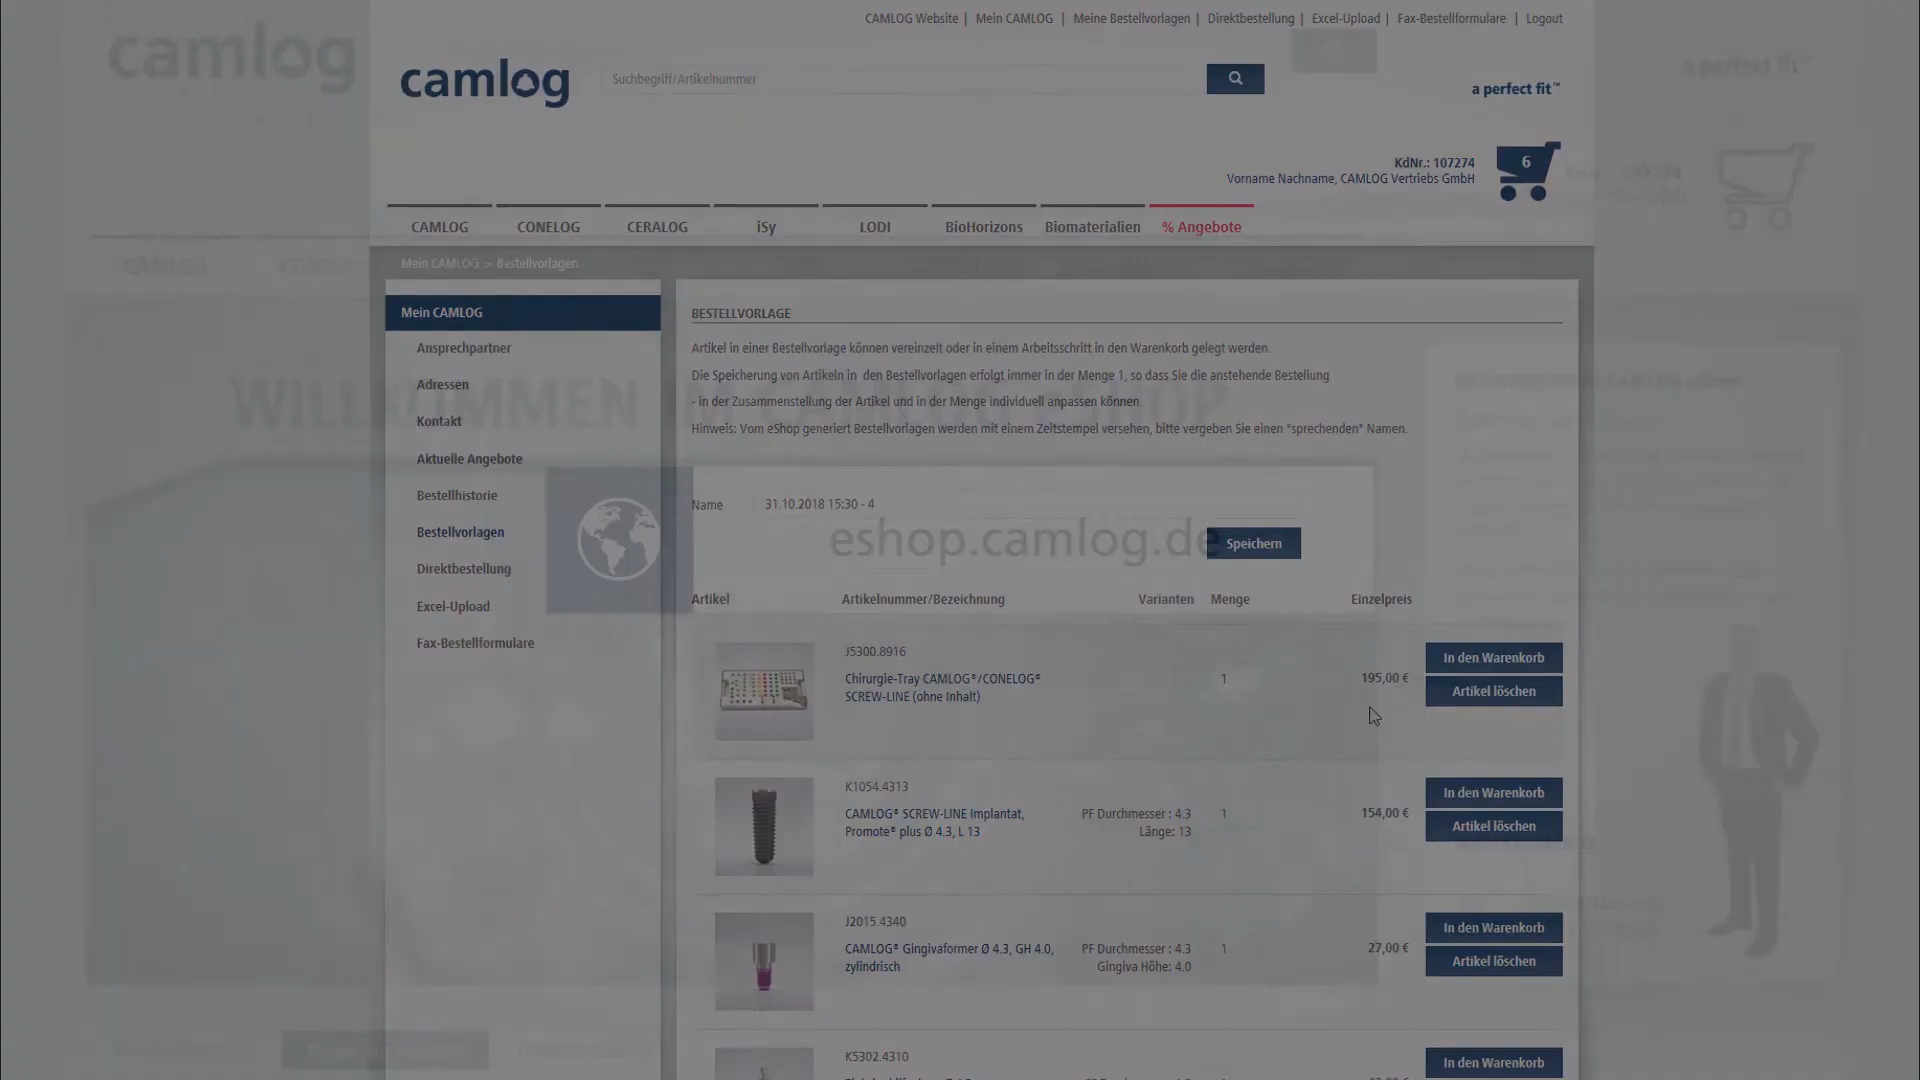 CAMLOG Website | Mein CAMLOG | Meine Bestellvorlagen | Direktbestellung | Excel-Upload | Fax-Bestellformulare | Logout
camlog
camlog
Suchbegriff/Artikelnummer
a perfect fit™
a perfect fit
KdNr.: 107274
Vorname Nachname, CAMLOG Vertriebs GmbH
6
CAMLOG
CONELOG
CERALOG
iSy
LODI
BioHorizons
Biomaterialien
% Angebote
CAMLOG
Mein CAMLOG > Bestellvorlagen
Mein CAMLOG
Ansprechpartner
Adressen
Kontakt
Aktuelle Angebote
Bestellhistorie
Bestellvorlagen
Direktbestellung
Excel-Upload
Fax-Bestellformulare
BESTELLVORLAGE
Artikel in einer Bestellvorlage können vereinzelt oder in einem Arbeitsschritt in den Warenkorb gelegt werden.
Die Speicherung von Artikeln in den Bestellvorlagen erfolgt immer in der Menge 1, so dass Sie die anstehende Bestellung
- in der Zusammenstellung der Artikel und in der Menge individuell anpassen können.
Hinweis: Vom eShop generiert Bestellvorlagen werden mit einem Zeitstempel versehen, bitte vergeben Sie einen "sprechenden" Namen.
WILLKOMMEN IM CAMLOG eSHOP
Name 31.10.2018 15:30 - 4
eshop.camlog.de
Speichern
Artikel Artikelnummer/Bezeichnung Varianten Menge Einzelpreis
J5300.8916
Chirurgie-Tray CAMLOG®/CONELOG®
SCREW-LINE (ohne Inhalt)
1
195,00 €
In den Warenkorb
Artikel löschen
K1054.4313
CAMLOG® SCREW-LINE Implantat,
Promote® plus Ø 4.3, L 13
PF Durchmesser : 4.3
Länge: 13
1
154,00 €
In den Warenkorb
Artikel löschen
J2015.4340
CAMLOG® Gingivaformer Ø 4.3, GH 4.0,
zylindrisch
PF Durchmesser : 4.3
Gingiva Höhe: 4.0
1
27,00 €
In den Warenkorb
Artikel löschen
K5302.4310
In den Warenkorb